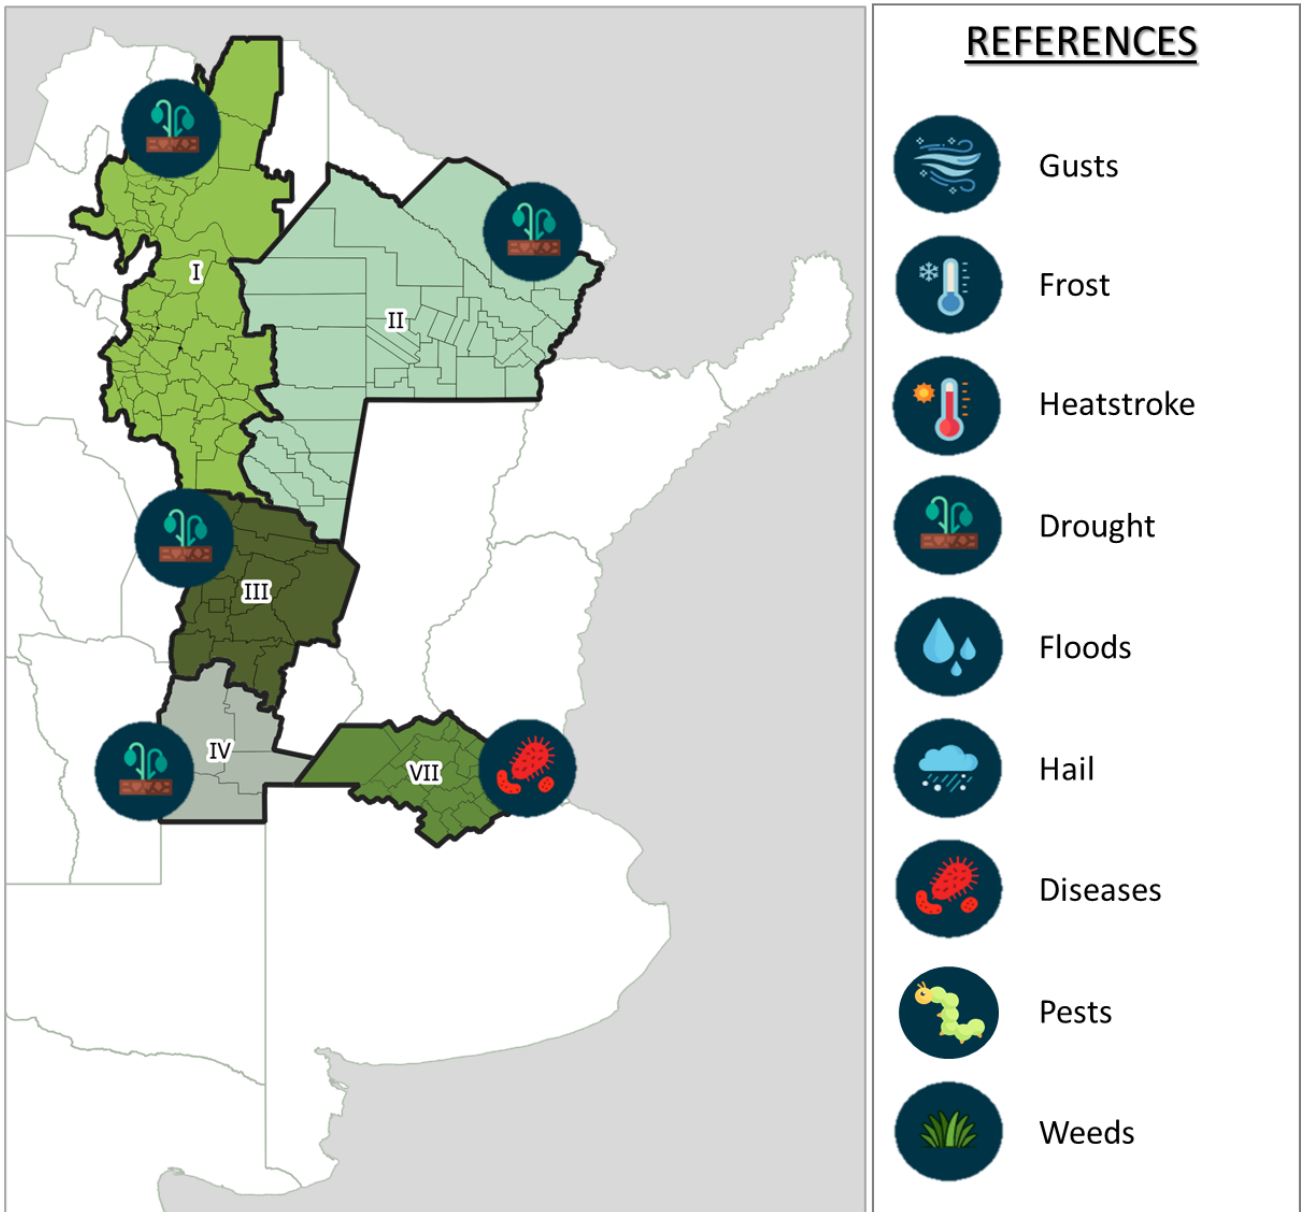 REFERENCES
Gusts
Frost
Heatstroke
Drought
Floods
Hail
Diseases
Pests
Weeds
I
II
III
IV
VII